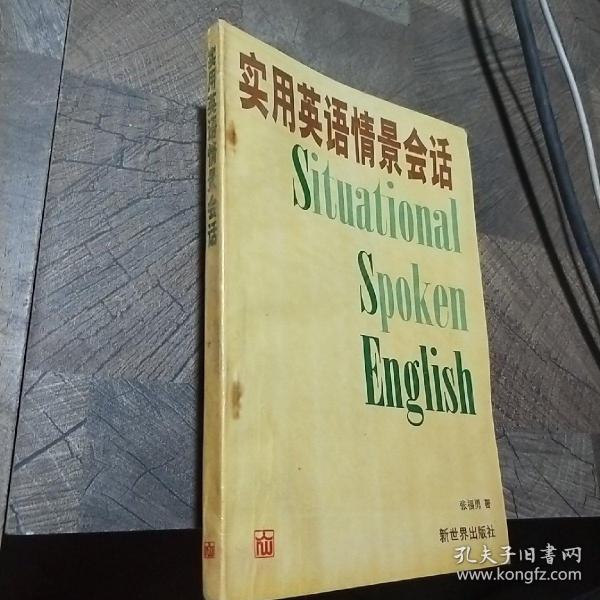 实用英语情景会话
实用英语情景会话
Situational
Spoken
English
张福勇 著
新世界出版社
孔夫子旧书网
www.kongfz.com